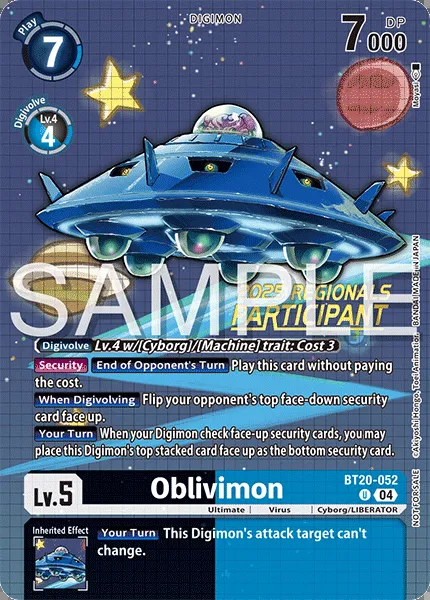 DIGIMON
Play
7
7000
DP
Digivolve
Lv.4
4
Moyasi
SAMPLE
2025 REGIONALS
PARTICIPANT
Digivolve Lv.4 w/[Cyborg]/[Machine] trait: Cost 3
Security End of Opponent's Turn Play this card without paying
the cost.
When Digivolving Flip your opponent's top face-down security
card face up.
Your Turn When your Digimon check face-up security cards, you may
place this Digimon's top stacked card face up as the bottom security card.
©Akiyoshi Hongo, Toei Animation BANDAI MADE IN JAPAN
NOT FOR SALE
Lv.5
Oblivimon
BT20-052
U 04
Ultimate
Virus
Cyborg/LIBERATOR
Inherited Effect
Your Turn This Digimon's attack target can't
change.